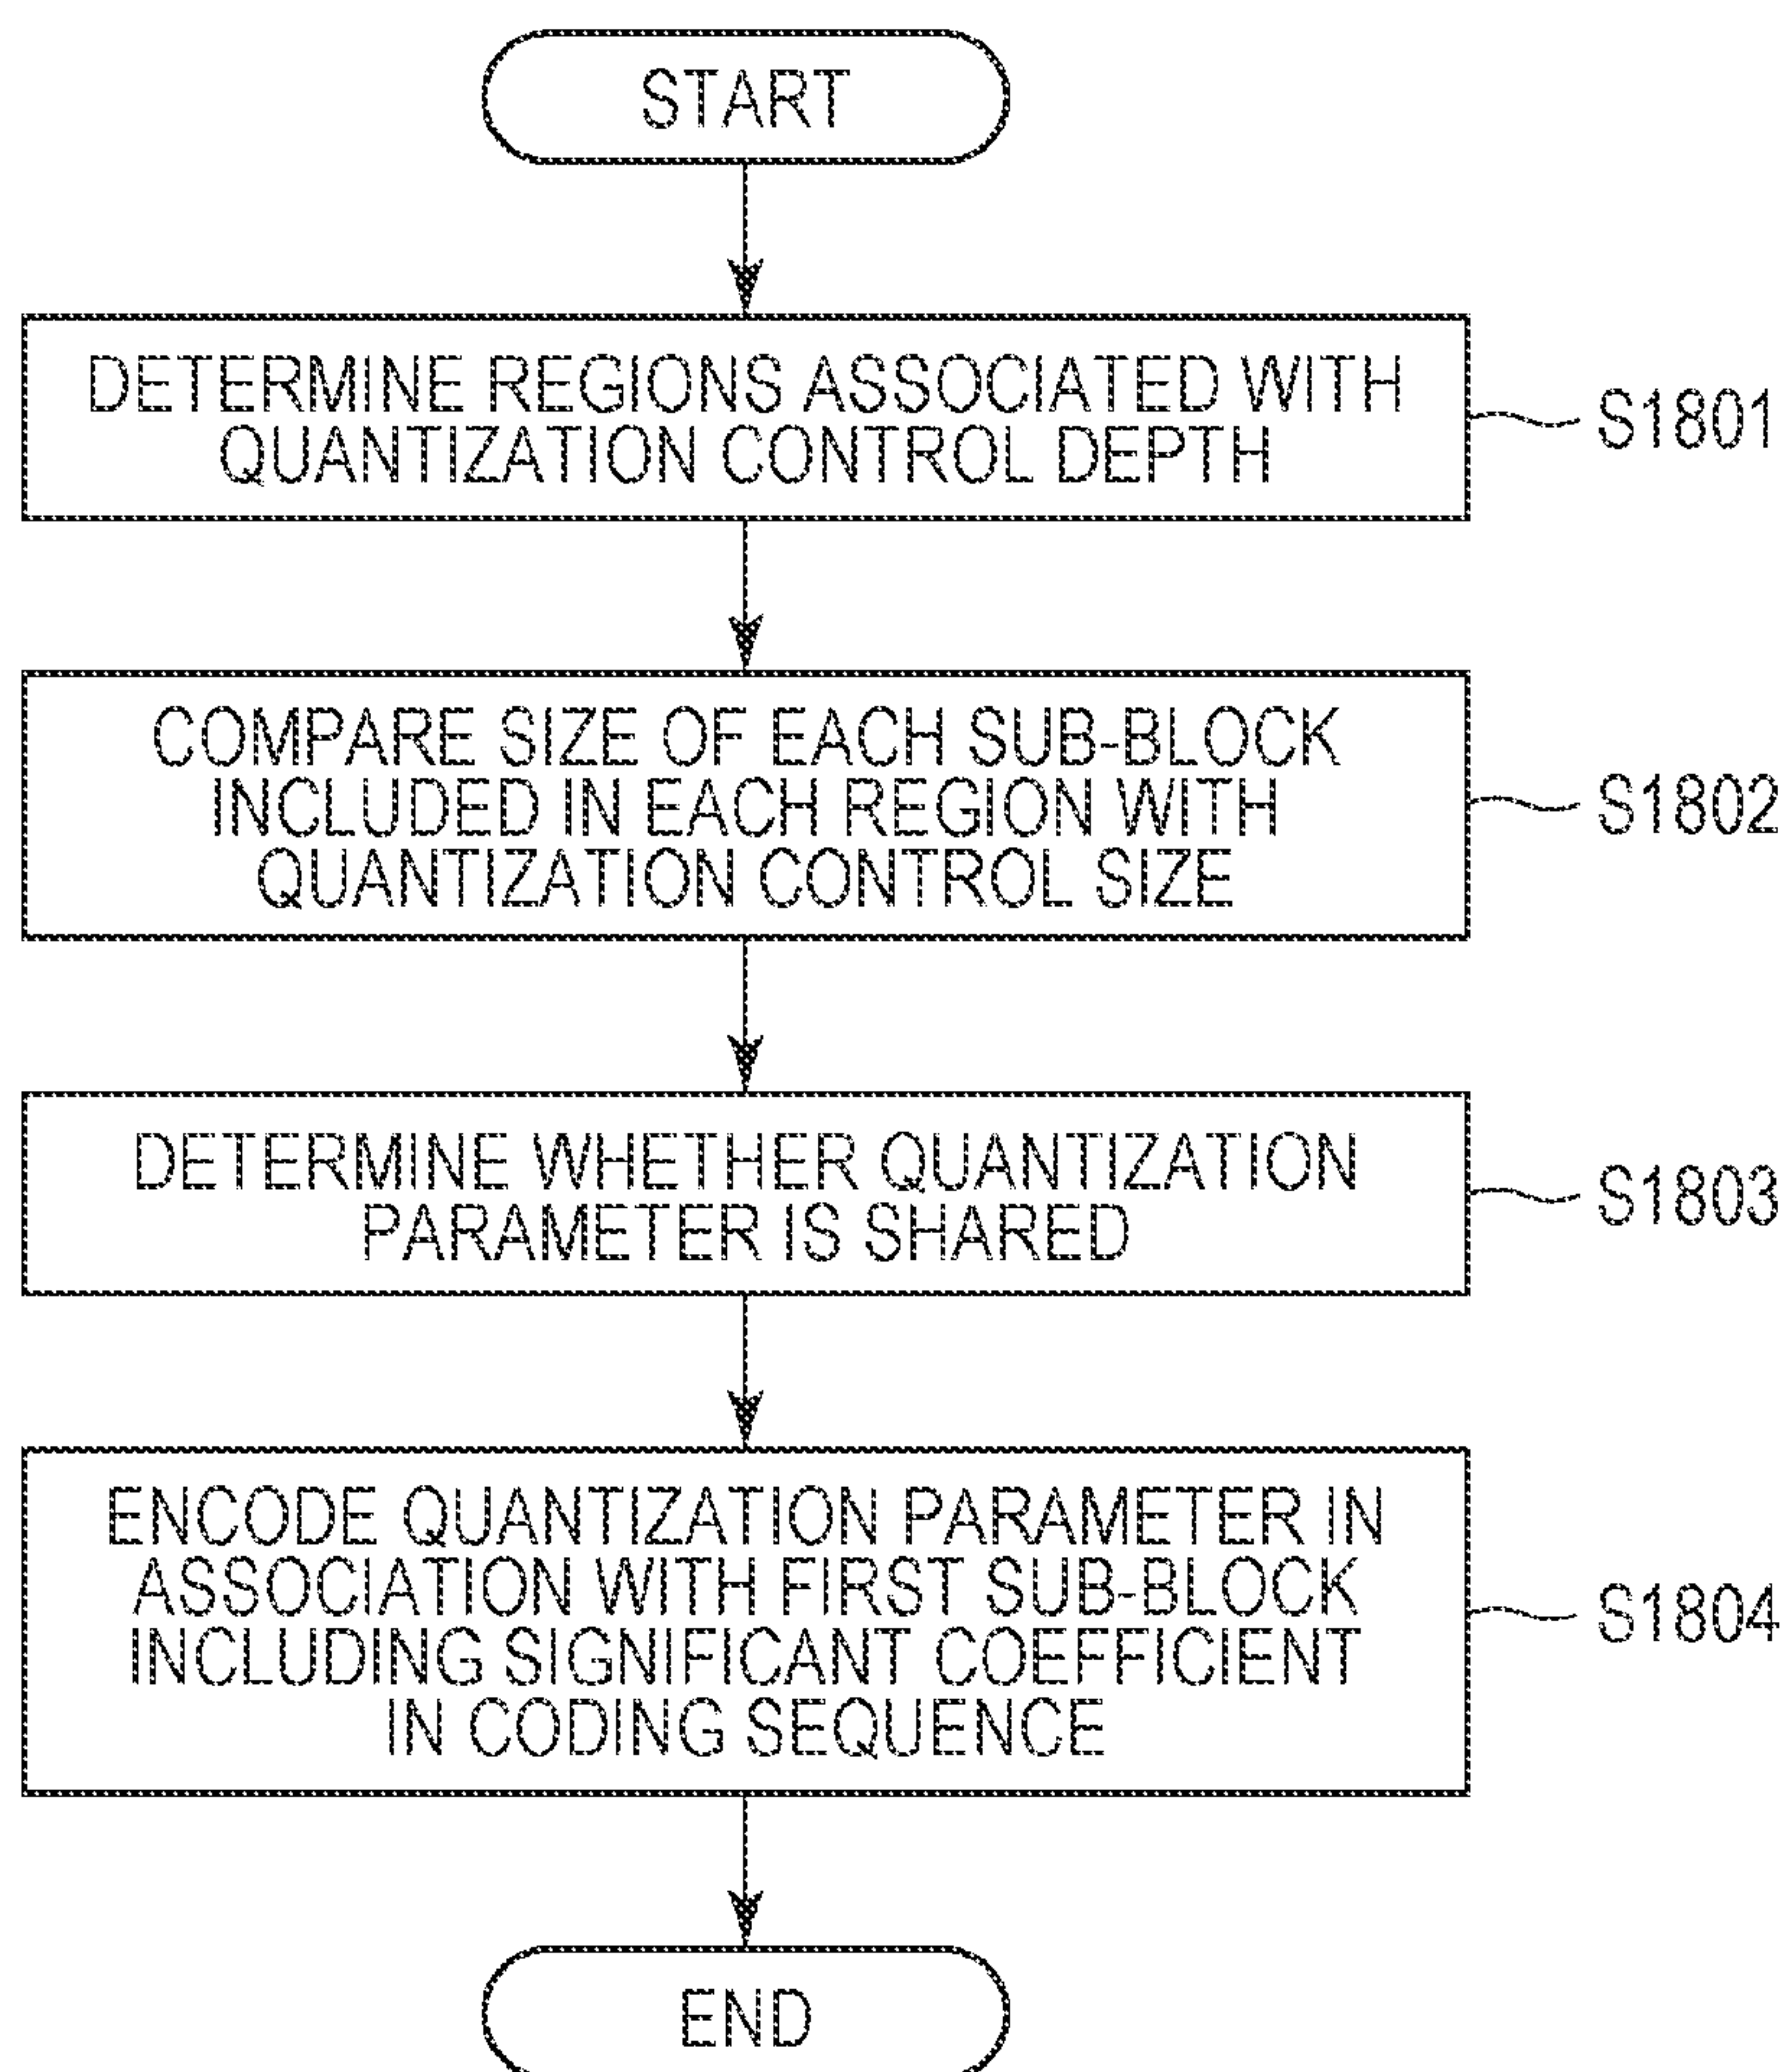 START
DETERMINE REGIONS ASSOCIATED WITH
QUANTIZATION CONTROL DEPTH
S1801
COMPARE SIZE OF EACH SUB-BLOCK
INCLUDED IN EACH REGION WITH
QUANTIZATION CONTROL SIZE
S1802
DETERMINE WHETHER QUANTIZATION
PARAMETER IS SHARED
S1803
ENCODE QUANTIZATION PARAMETER IN
ASSOCIATION WITH FIRST SUB-BLOCK
INCLUDING SIGNIFICANT COEFFICIENT
IN CODING SEQUENCE
S1804
END